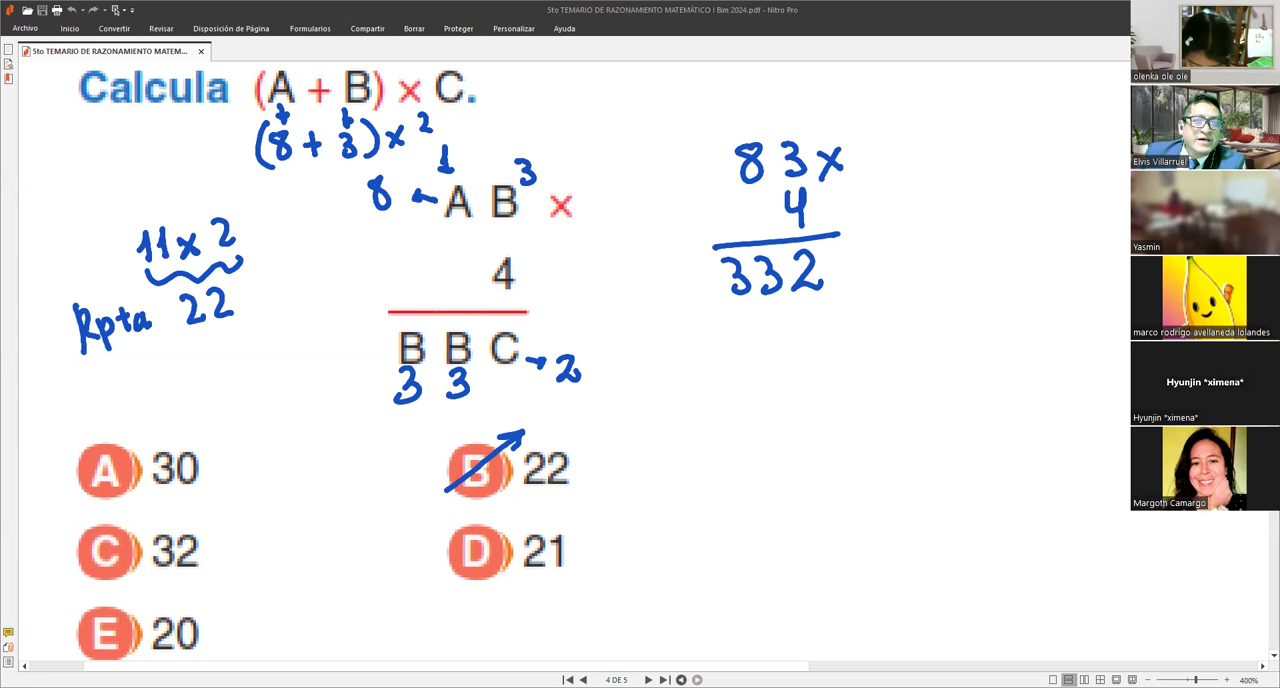 5to TEMARIO DE RAZONAMIENTO MATEMÁTICO I Bim 2024.pdf - Nitro Pro
Archivo Inicio Convertir Revisar Disposición de Página Formularios Compartir Borrar Proteger Personalizar Ayuda
5to TEMARIO DE RAZONAMIENTO MATEM...
Calcula (A + B) × C.
(8 + 3) x 2
1
3
8 A B ×
4
B B C
3 3 2
11 x 2
Rpta 22
8 3 x
4
3 3 2
A) 30
B) 22
C) 32
D) 21
E) 20
olenka ole ole
Elvis Villarruel
Yasmin
marco rodrigo avellaneda lolandes
Hyunjin *ximena*
Hyunjin *ximena*
Margoth Camargo
4 DE 5
400%